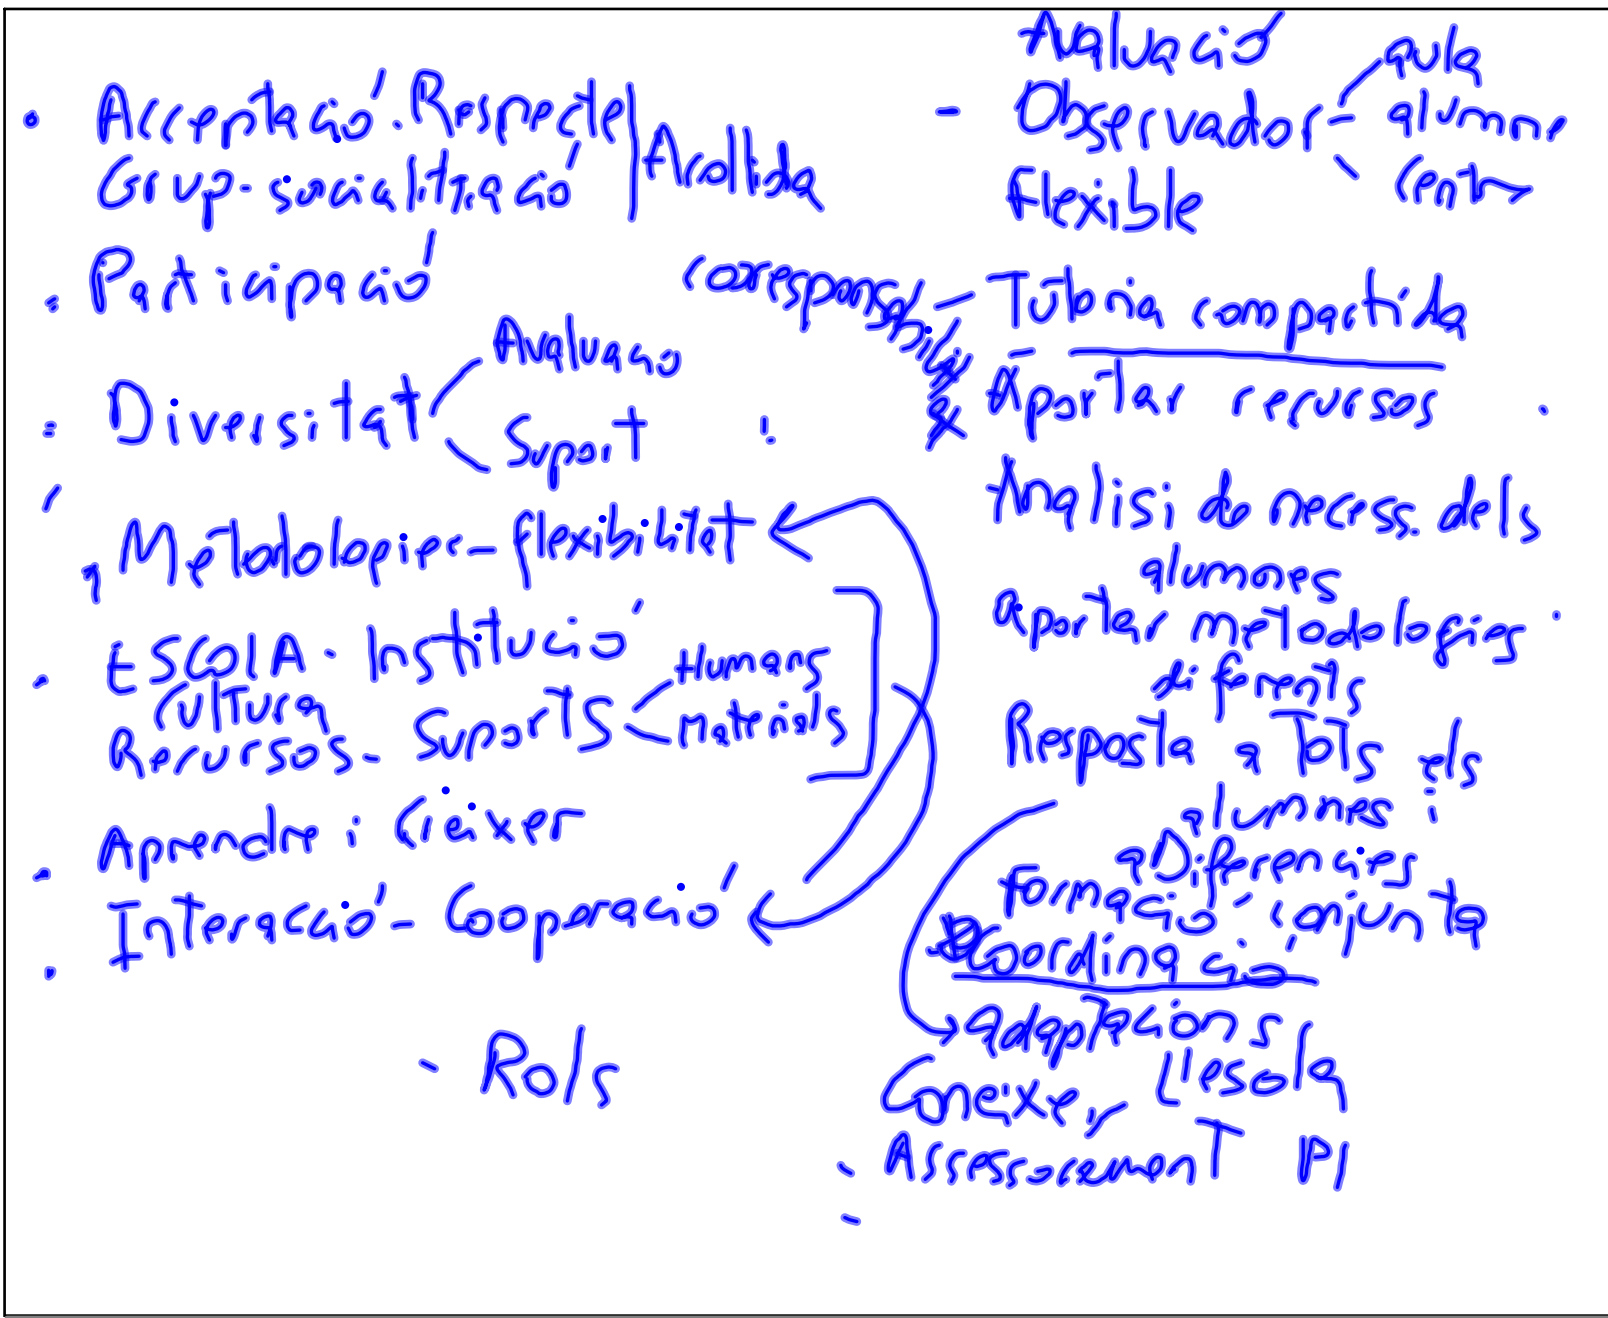 Acceptació. Respecte
Grup-socialització
Acollida
Participació
Diversitat
Avaluació
Suport
Metodologies - flexibilitat
ESCOLA. Institució
Cultura
Recursos - Suports
Humans
Materials
Aprendre i Créixer
Interacció - Cooperació
- Rols
Avaluació
- Observador
aula
alumne
centre
Flexible
corresponsabilitat
- Tutoria compartida
Aportar recursos
Anàlisi de necess. dels
alumnes
aportar metodologies
diferents
Resposta a Tots els
alumnes i
a Diferencies
Formació conjunta
Coordinació
adaptacions
Coneixer L'escola
- Assessorament PI